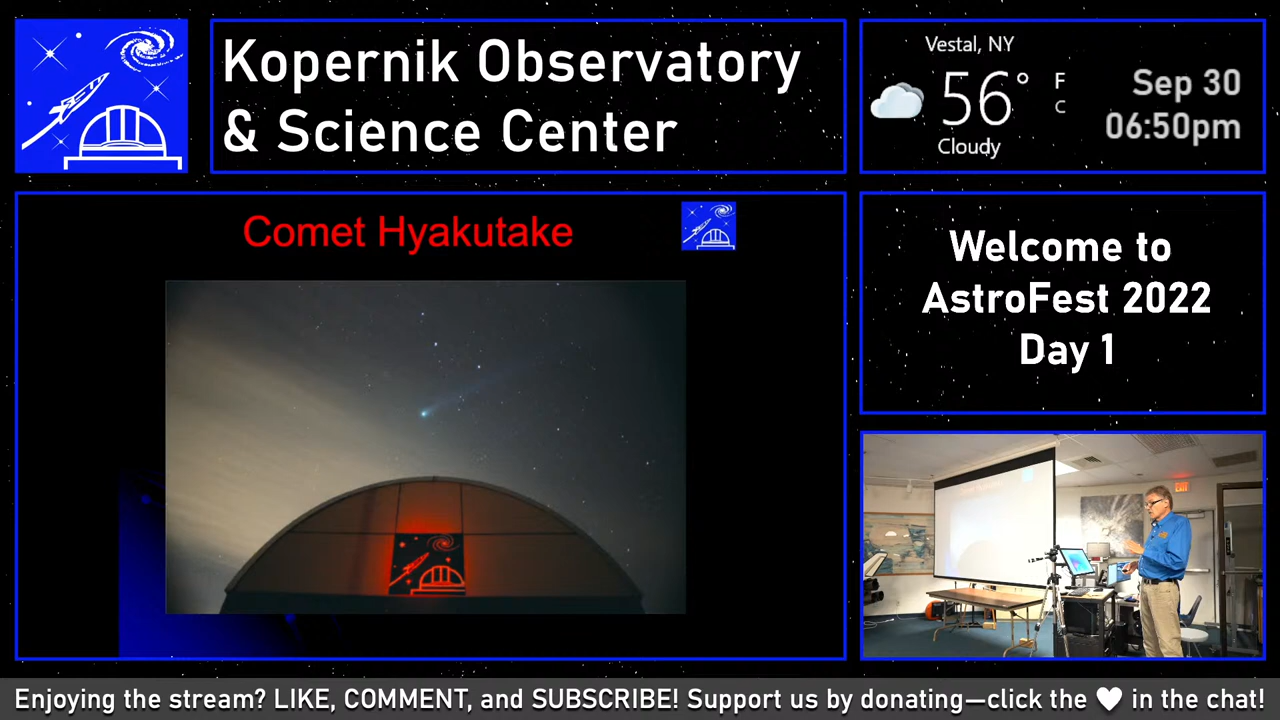 Kopernik Observatory
& Science Center
Vestal, NY
56° F
C
Cloudy
Sep 30
06:50pm
Comet Hyakutake
Welcome to
AstroFest 2022
Day 1
EXIT
Enjoying the stream? LIKE, COMMENT, and SUBSCRIBE! Support us by donating—click the ♥ in the chat!